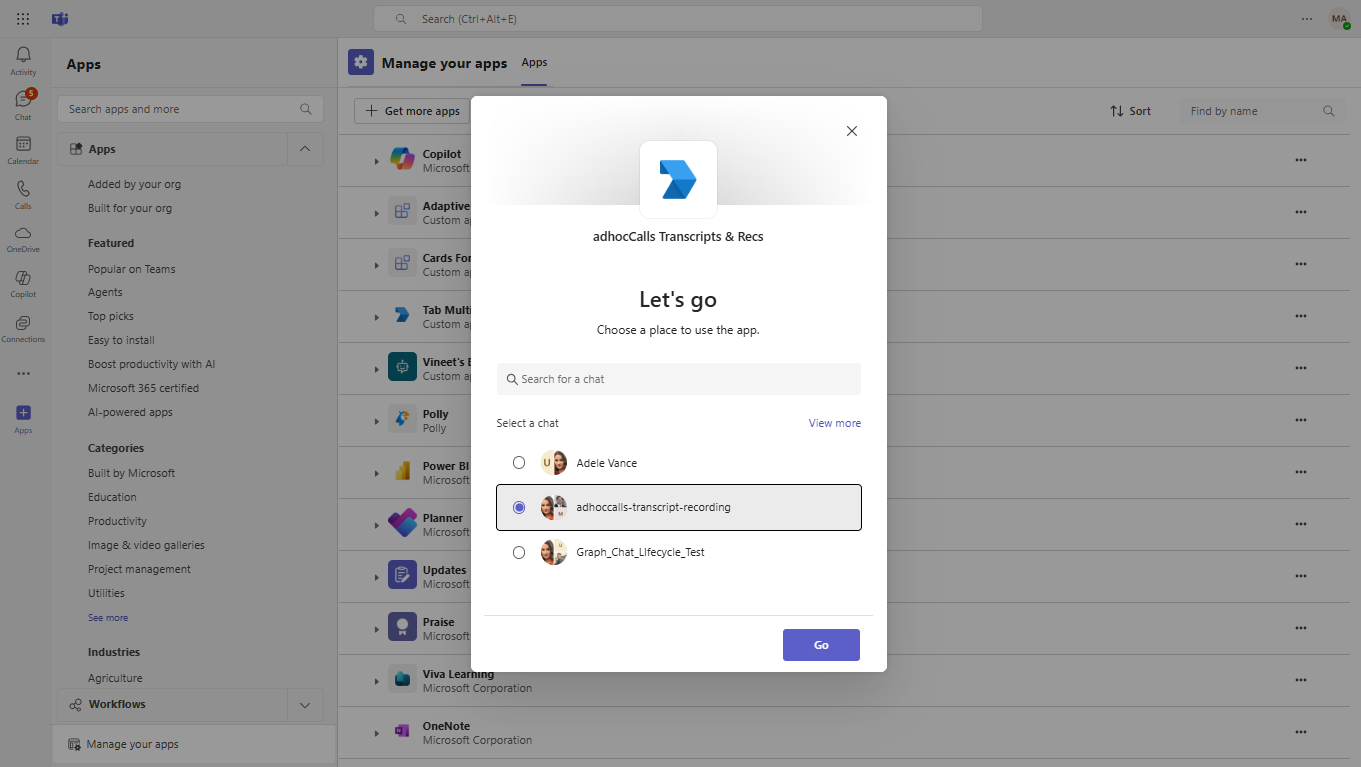 Search (Ctrl+Alt+E)
MA
Activity
5
Chat
Calendar
Calls
OneDrive
Copilot
Connections
Apps
Apps
Search apps and more
Apps
Added by your org
Built for your org
Featured
Popular on Teams
Agents
Top picks
Easy to install
Boost productivity with AI
Microsoft 365 certified
AI-powered apps
Categories
Built by Microsoft
Education
Productivity
Image & video galleries
Project management
Utilities
See more
Industries
Agriculture
Workflows
Manage your apps
Manage your apps
Apps
Get more apps
Sort
Find by name
Copilot
Microsoft
Adaptive
Custom
Cards
Custom
Tab
Custom
Vineet's
Custom
Polly
Polly
Power BI
Microsoft
Planner
Microsoft
Updates
Microsoft
Praise
Microsoft
Viva Learning
Microsoft Corporation
OneNote
Microsoft Corporation
adhocCalls Transcripts & Recs
Let's go
Choose a place to use the app.
Search for a chat
Select a chat
View more
U
Adele Vance
M
adhoccalls-transcript-recording
U
Graph_Chat_LIfecycle_Test
Go